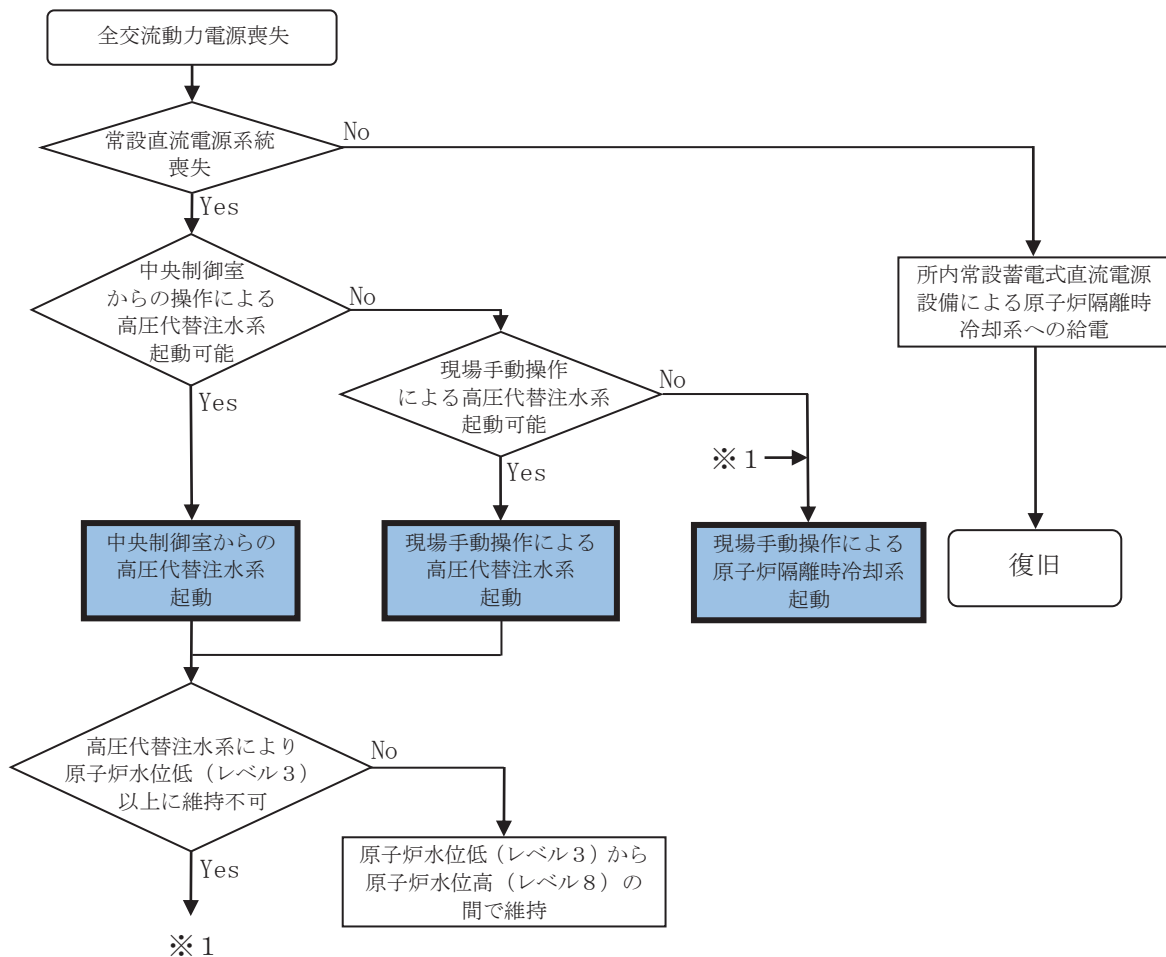 全交流動力電源喪失
常設直流電源系統
喪失
No
Yes
中央制御室
からの操作による
高圧代替注水系
起動可能
No
所内常設蓄電式直流電源
設備による原子炉隔離時
冷却系への給電
現場手動操作
による高圧代替注水系
起動可能
No
Yes
※1
Yes
中央制御室からの
高圧代替注水系
起動
現場手動操作による
高圧代替注水系
起動
現場手動操作による
原子炉隔離時冷却系
起動
復旧
高圧代替注水系により
原子炉水位低（レベル３）
以上に維持不可
No
Yes
原子炉水位低（レベル３）から
原子炉水位高（レベル８）の
間で維持
※1